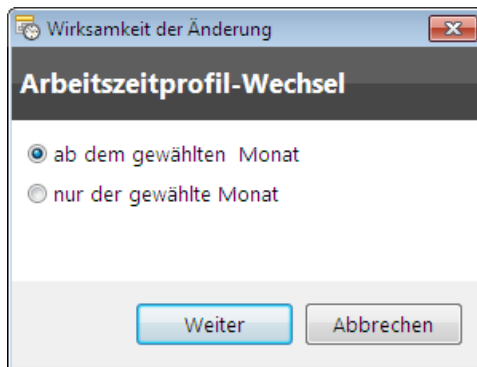 Wirksamkeit der Änderung
Arbeitszeitprofil-Wechsel
ab dem gewählten Monat
nur der gewählte Monat
Weiter Abbrechen